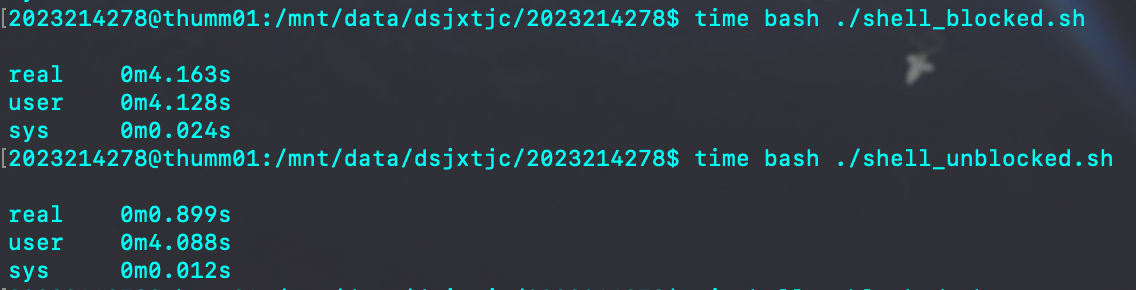 [2023214278@thumm01:/mnt/data/dsjxtjc/2023214278$ time bash ./shell_blocked.sh
real 0m4.163s
user 0m4.128s
sys 0m0.024s
[2023214278@thumm01:/mnt/data/dsjxtjc/2023214278$ time bash ./shell_unblocked.sh
real 0m0.899s
user 0m4.088s
sys 0m0.012s